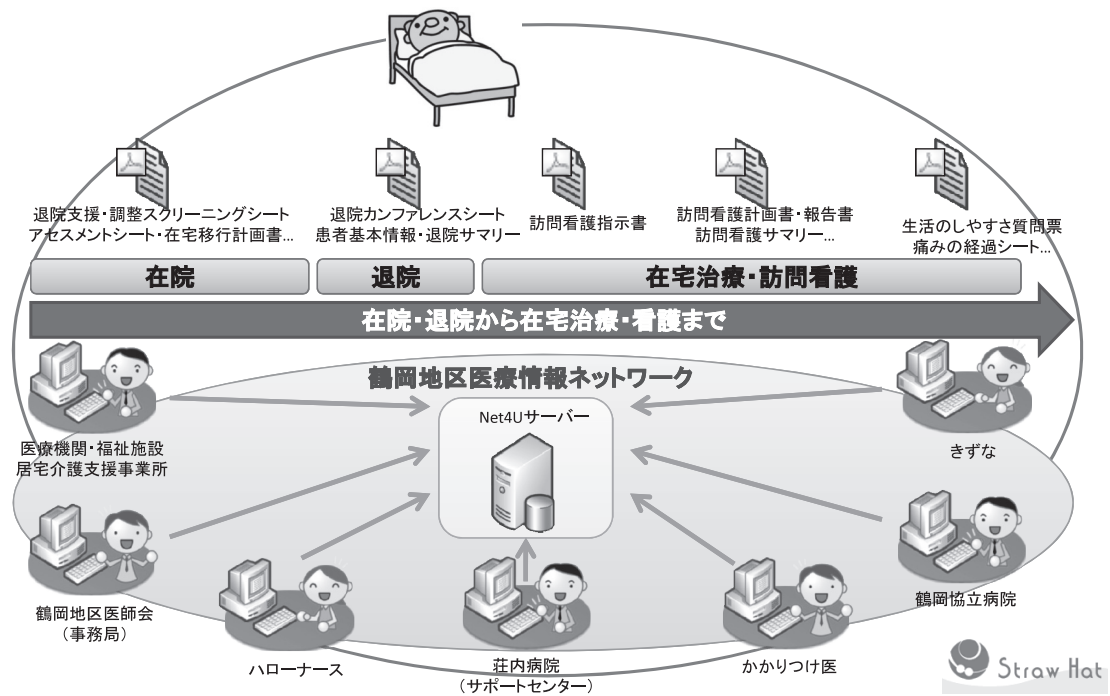 退院支援・調整スクリーニングシート
アセスメントシート・在宅移行計画書...
退院カンファレンスシート
患者基本情報・退院サマリー
訪問看護指示書
訪問看護計画書・報告書
訪問看護サマリー...
生活のしやすさ質問票
痛みの経過シート...
在院
退院
在宅治療・訪問看護
在院・退院から在宅治療・看護まで
鶴岡地区医療情報ネットワーク
Net4Uサーバー
医療機関・福祉施設
居宅介護支援事業所
きずな
鶴岡地区医師会
（事務局）
ハローナース
荘内病院
（サポートセンター）
かかりつけ医
鶴岡協立病院
Straw Hat